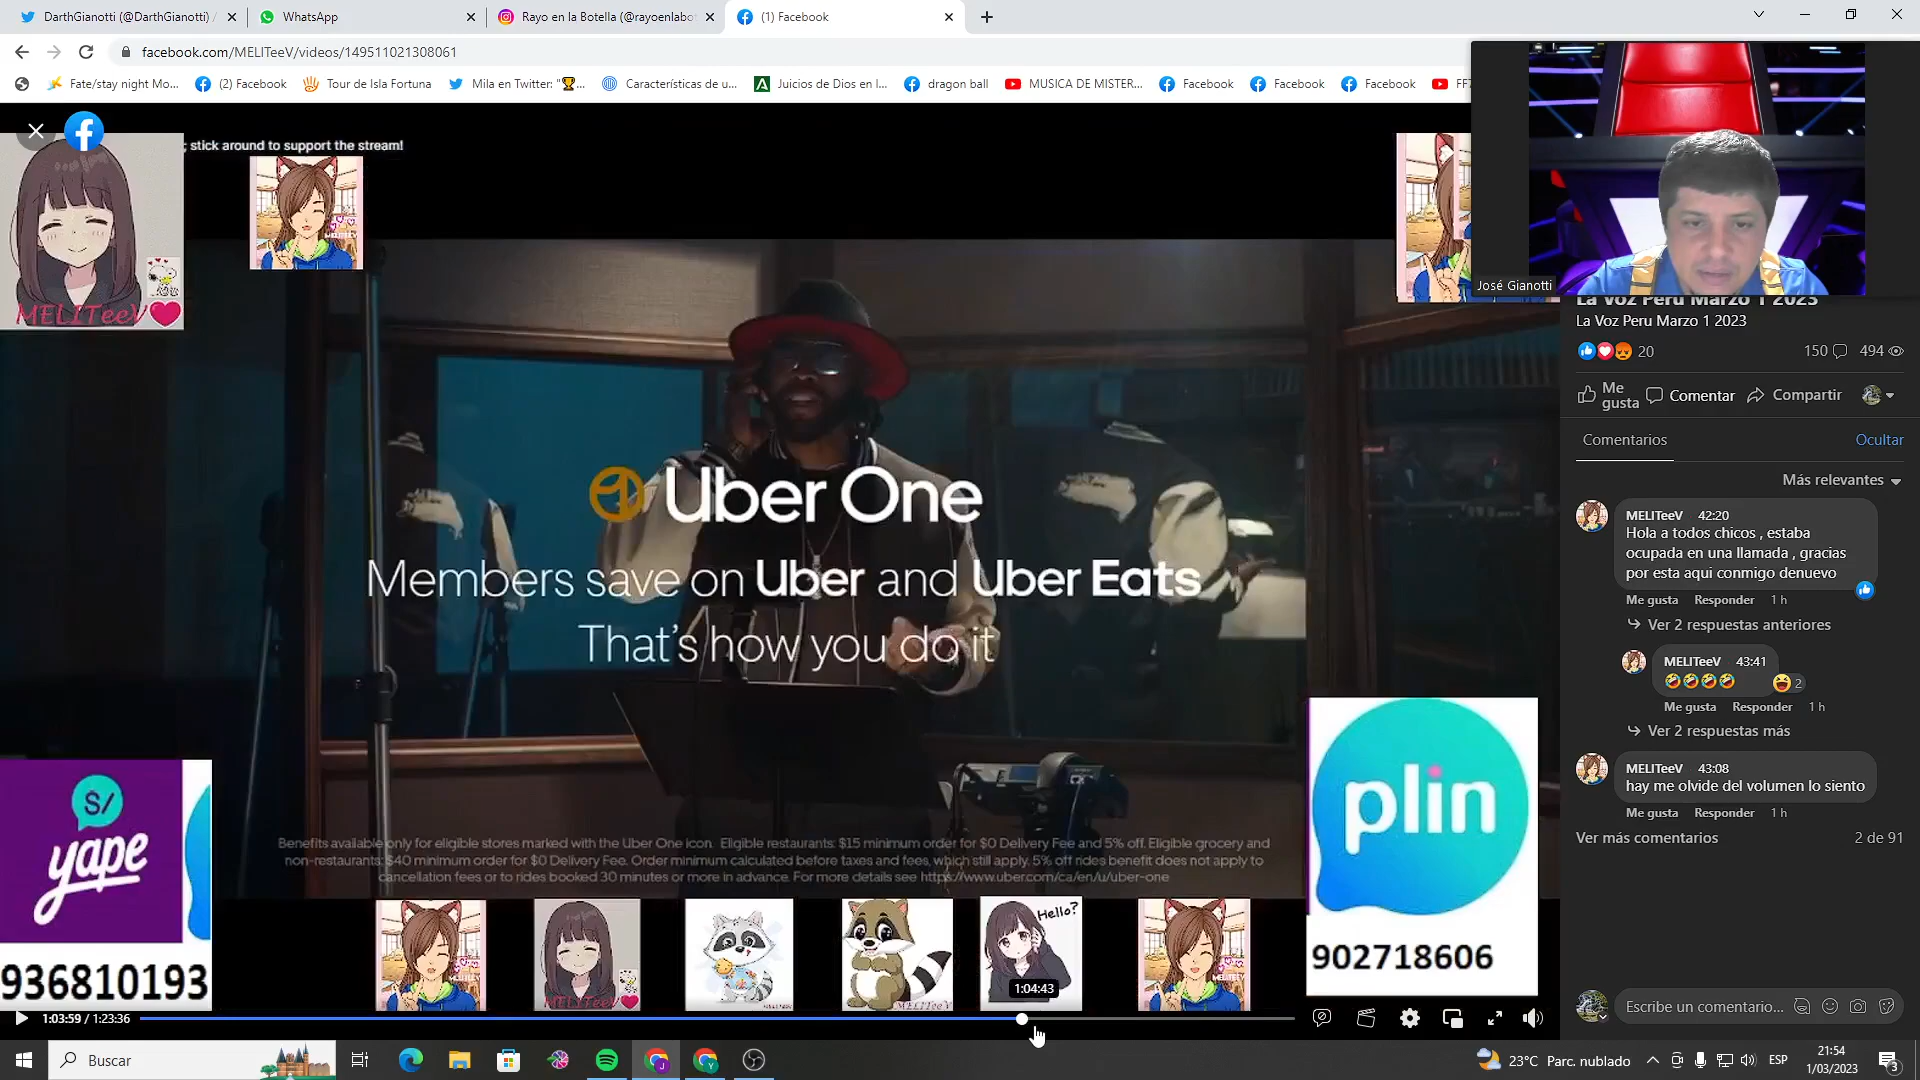 DarthGianotti (@DarthGianotti) /
WhatsApp
Rayo en la Botella (@rayoenlabot
(1) Facebook
facebook.com/MELITeeV/videos/149511021308061
Fate/stay night Mo...
(2) Facebook
Tour de Isla Fortuna
Mila en Twitter: "🏆...
Características de u...
Juicios de Dios en l...
dragon ball
MUSICA DE MISTER...
Facebook
Facebook
Facebook
stick around to support the stream!
MELITeeV
José Gianotti
La Voz Peru Marzo 1 2023
La Voz Peru Marzo 1 2023
20
150
494
Me gusta
Comentar
Compartir
Comentarios
Ocultar
Más relevantes
MELITeeV 42:20
Hola a todos chicos , estaba
ocupada en una llamada , gracias
por esta aqui conmigo denuevo
Me gusta Responder 1 h
Ver 2 respuestas anteriores
MELITeeV 43:41
🤣🤣🤣🤣
2
Me gusta Responder 1 h
Ver 2 respuestas más
MELITeeV 43:08
hay me olvide del volumen lo siento
Me gusta Responder 1 h
Ver más comentarios
2 de 91
Escribe un comentario...
Uber One
Members save on Uber and Uber Eats
That's how you do it
Benefits available only for eligible stores marked with the Uber One icon. Eligible restaurants: $15 minimum order for $0 Delivery Fee and 5% off. Eligible grocery and
non-restaurants: $40 minimum order for $0 Delivery Fee. Order minimum calculated before taxes and fees, which still apply. 5% off rides benefit does not apply to
cancellation fees or to rides booked 30 minutes or more in advance. For more details see https://www.uber.com/ca/en/u/uber-one
S/
yape
936810193
plin
902718606
Hello?
MELITeeV
1:04:43
1:03:59 / 1:23:36
Buscar
23°C Parc. nublado
ESP
21:54
1/03/2023
3